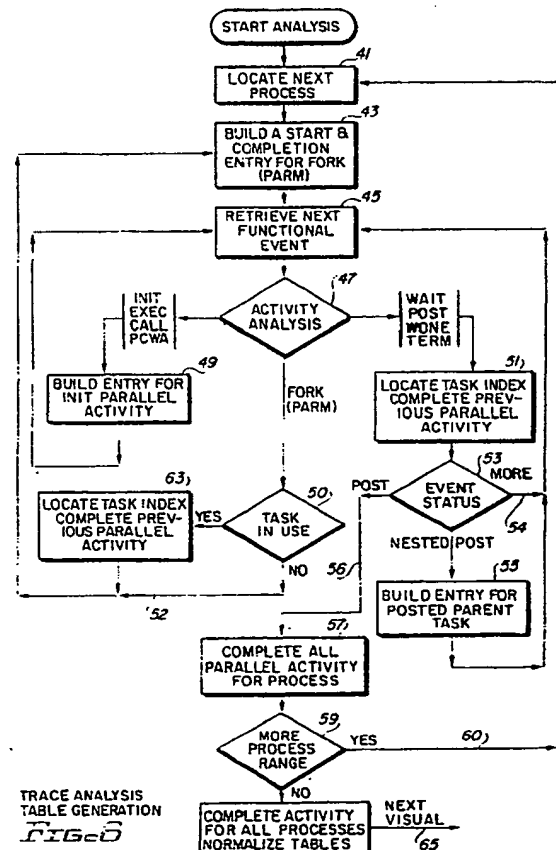 START ANALYSIS
41
LOCATE NEXT
PROCESS
43
BUILD A START &
COMPLETION
ENTRY FOR FORK
(PARM)
45
RETRIEVE NEXT
FUNCTIONAL
EVENT
47
ACTIVITY
ANALYSIS
INIT
EXEC
CALL
PCWA
WAIT
POST
WONE
TERM
49
BUILD ENTRY FOR
INIT PARALLEL
ACTIVITY
FORK
(PARM)
51
LOCATE TASK INDEX
COMPLETE PREV-
IOUS PARALLEL
ACTIVITY
53
EVENT
STATUS
MORE
54
POST
56
NESTED POST
63
LOCATE TASK INDEX
COMPLETE PREV-
IOUS PARALLEL
ACTIVITY
50
TASK
IN USE
YES
NO
52
55
BUILD ENTRY FOR
POSTED PARENT
TASK
57
COMPLETE ALL
PARALLEL ACTIVITY
FOR PROCESS
59
MORE
PROCESS
RANGE
YES
60
NO
COMPLETE ACTIVITY
FOR ALL PROCESSES
NORMALIZE TABLES
NEXT
VISUAL
65
TRACE ANALYSIS
TABLE GENERATION